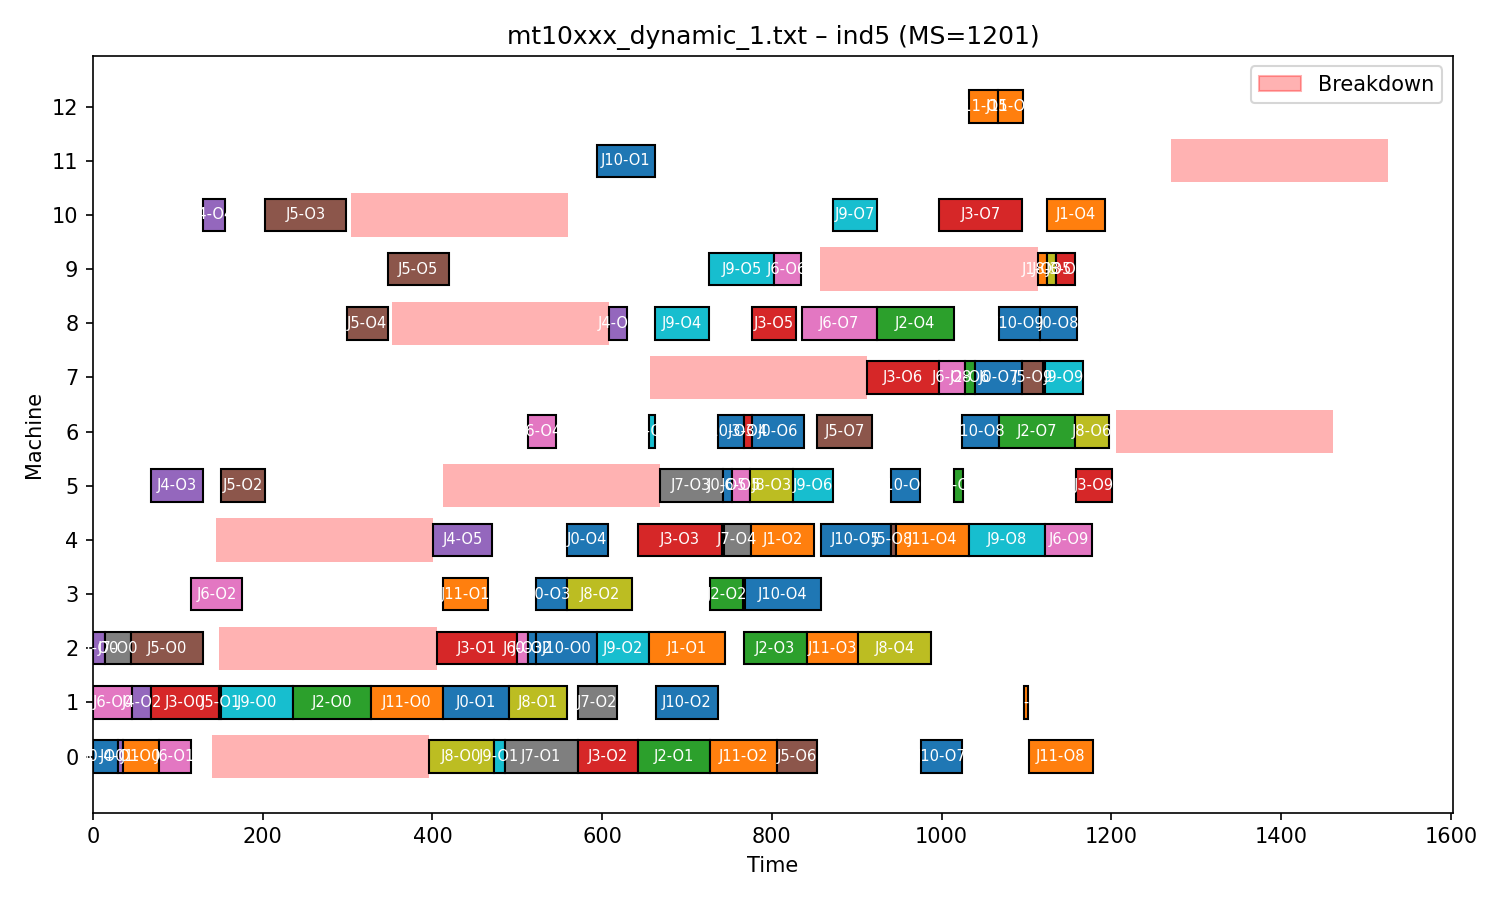 mt10xxx_dynamic_1.txt – ind5 (MS=1201)
Breakdown
Machine
12
11
J10-O1
10
J5-O3 J9-O7 J3-O7 J1-O4
9
J5-O5 J9-O5 J6-O6
8
J5-O4 J9-O4 J3-O5 J6-O7 J2-O4
7
J3-O6 J9-O9
6
J5-O7 J2-O7 J8-O6
5
J4-O3 J5-O2 J7-O3 J8-O3 J9-O6 J3-O9
4
J4-O5 J0-O4 J3-O3 J7-O4 J1-O2 J10-O5 J11-O4 J9-O8 J6-O9
3
J6-O2 J11-O1 J8-O2 J2-O2 J10-O4
2
J5-O0 J3-O1 J10-O0 J9-O2 J1-O1 J2-O3 J11-O3 J8-O4
1
J3-O0 J9-O0 J2-O0 J11-O0 J0-O1 J8-O1 J7-O2 J10-O2
0
J8-O0 J9-O1 J7-O1 J3-O2 J2-O1 J11-O2 J5-O6 J11-O8
0 200 400 600 800 1000 1200 1400 1600
Time